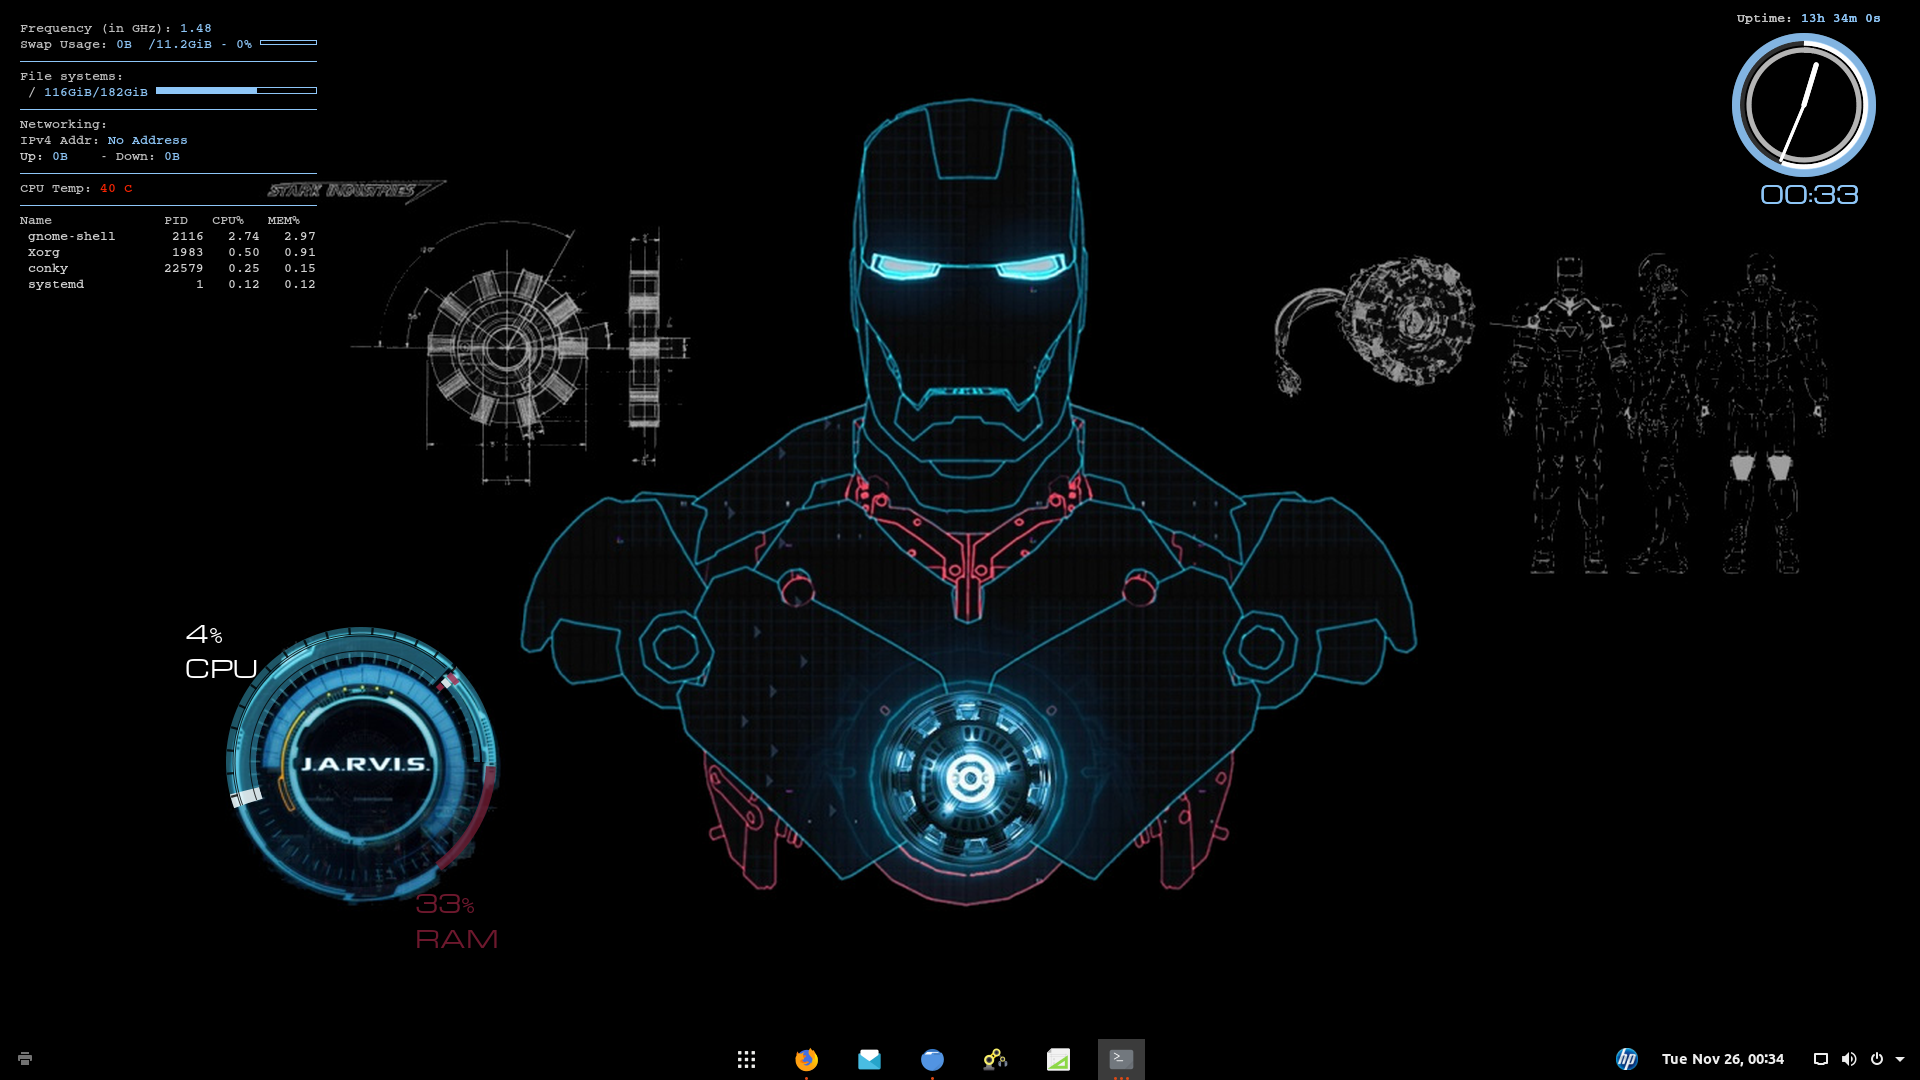 Frequency (in GHz): 1.48
Swap Usage: 0B /11.2GiB - 0%
File systems:
/ 116GiB/182GiB
Networking:
IPv4 Addr: No Address
Up: 0B - Down: 0B
CPU Temp: 40 C
Name PID CPU% MEM%
gnome-shell 2116 2.74 2.97
Xorg 1983 0.50 0.91
conky 22579 0.25 0.15
systemd 1 0.12 0.12
STARK INDUSTRIES
Uptime: 13h 34m 0s
00:33
4%
CPU
J.A.R.V.I.S.
33%
RAM
hp
Tue Nov 26, 00:34